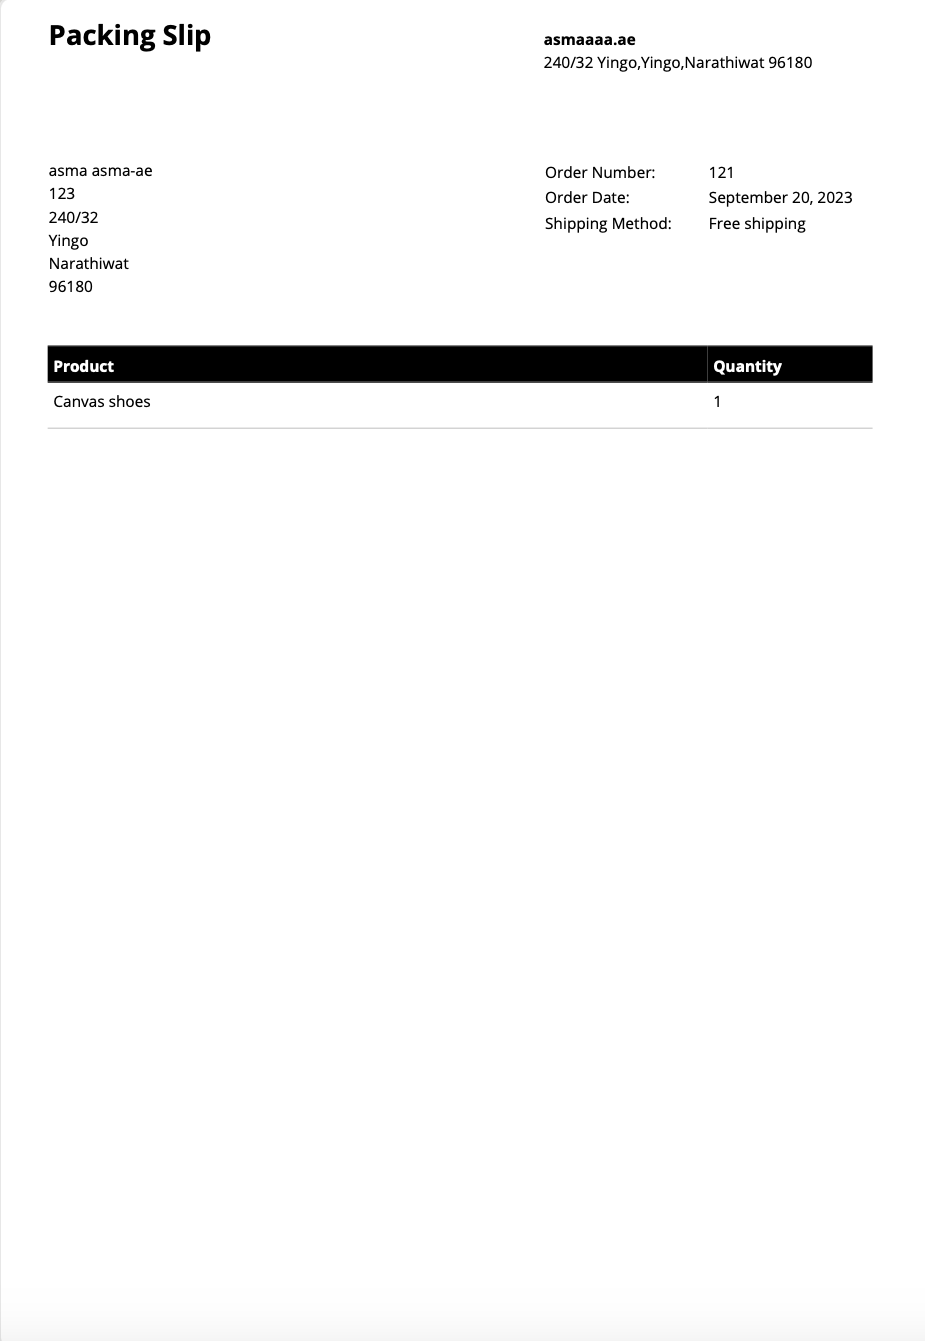 Packing Slip
asmaaaa.ae
240/32 Yingo,Yingo,Narathiwat 96180
asma asma-ae
123
240/32
Yingo
Narathiwat
96180
Order Number: 121
Order Date: September 20, 2023
Shipping Method: Free shipping
Product Quantity
Canvas shoes 1